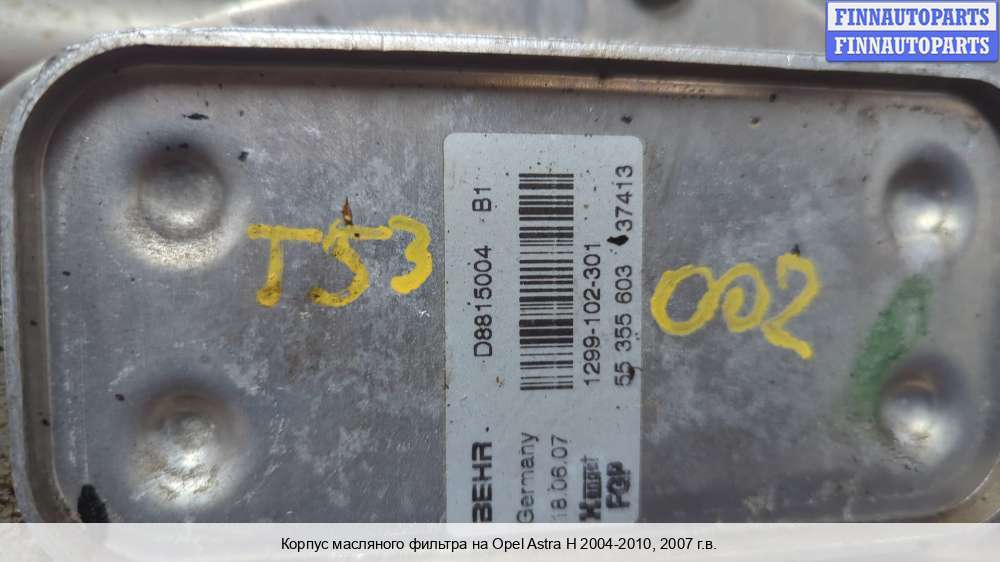 FINNAUTOPARTS
FINNAUTOPARTS
T53
002
BEHR.
D8815004 B1
Germany
18.06.07
1299-102-301
55 355 603 37413
Корпус масляного фильтра на Opel Astra H 2004-2010, 2007 г.в.